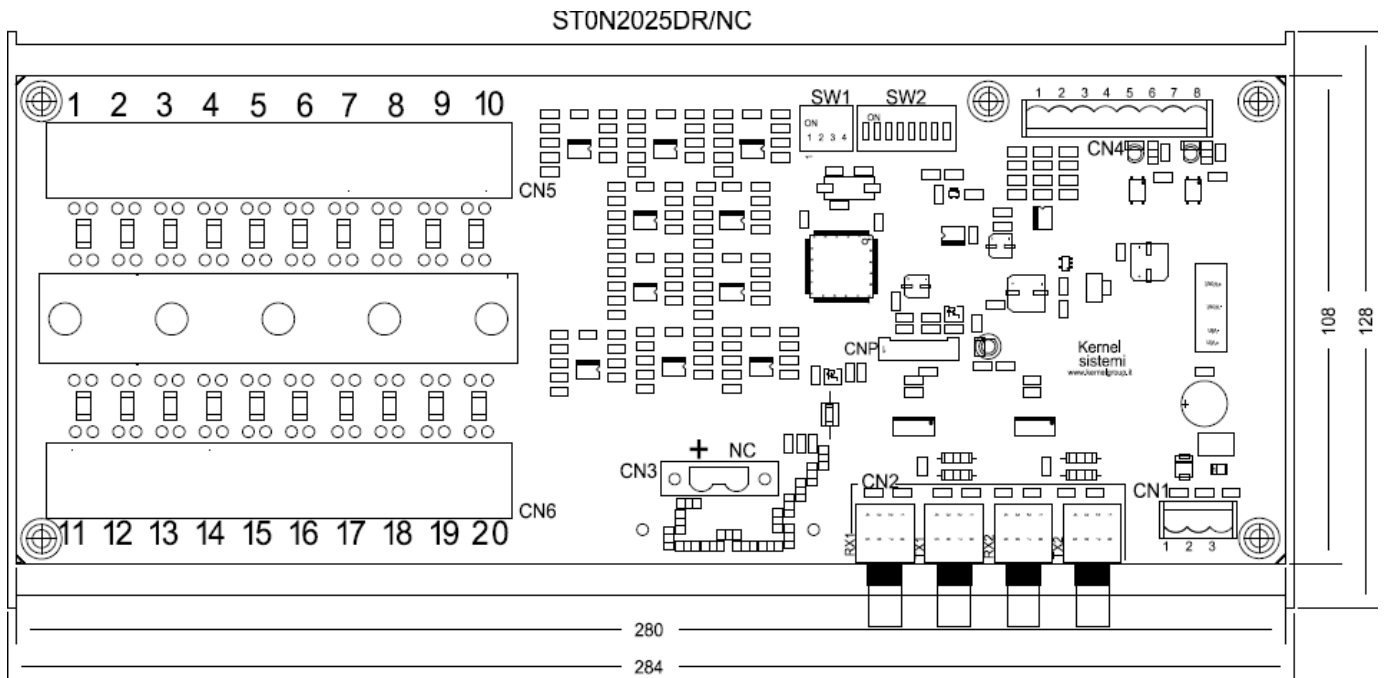 ST0N2025DR/NC
1 2 3 4 5 6 7 8 9 10
CN5
SW1
ON
1 2 3 4
SW2
ON
1 2 3 4 5 6 7 8
CN4
CNP
Kernel
sistemi
www.kernelgroup.it
108
128
+ NC
CN3
CN2
CN1
CN6
11 12 13 14 15 16 17 18 19 20
RX1
TX1
RX2
TX2
1 2 3
280
284